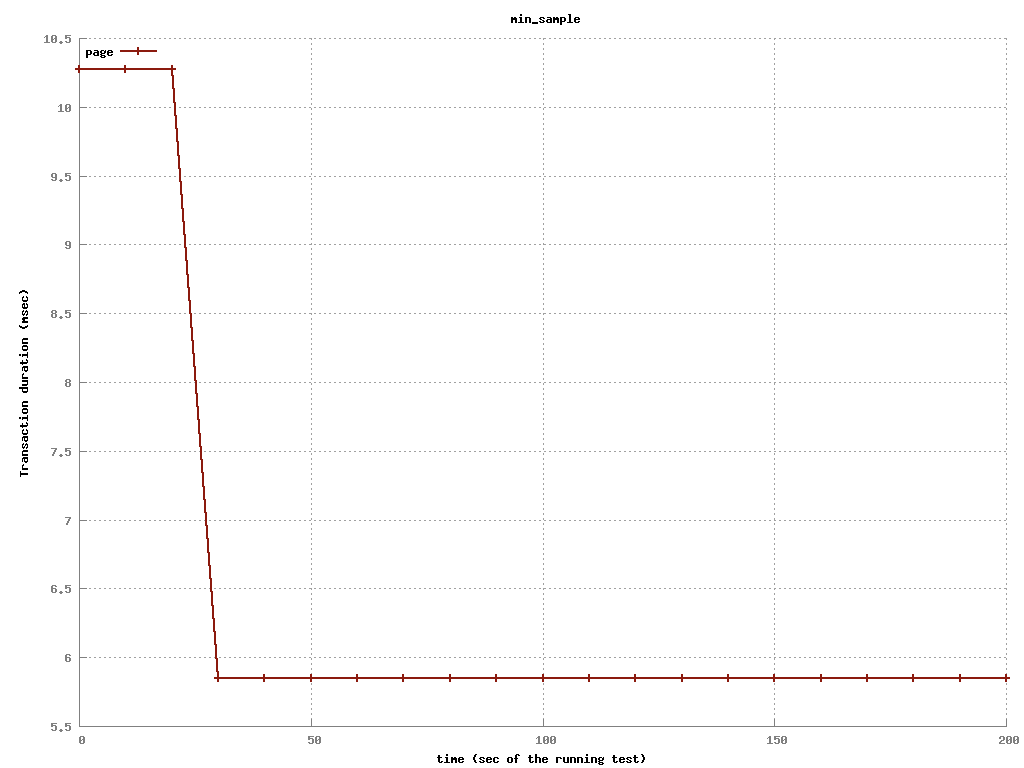 min_sample
10.5
page
10
9.5
9
8.5
8
7.5
7
6.5
6
5.5
Transaction duration (msec)
0 50 100 150 200
time (sec of the running test)